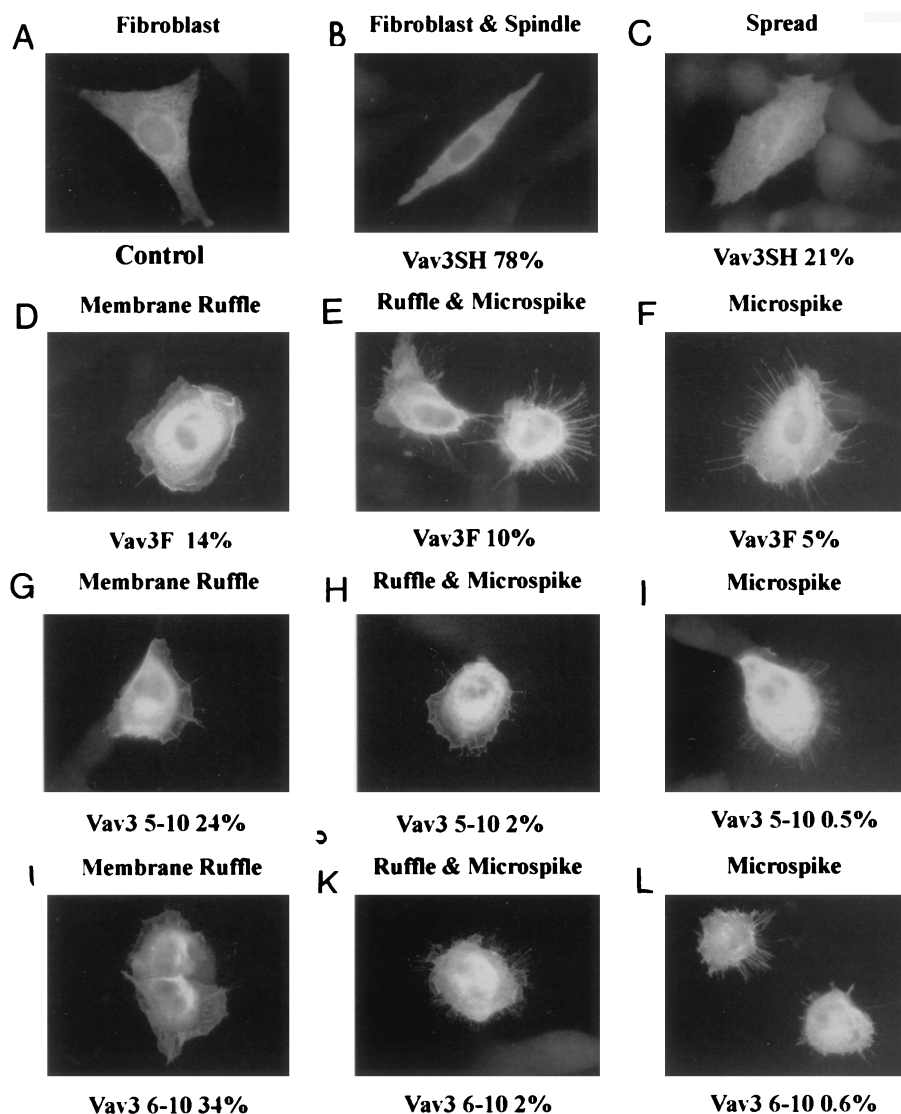 A Fibroblast B Fibroblast & Spindle C Spread
Control Vav3SH 78% Vav3SH 21%
D Membrane Ruffle E Ruffle & Microspike F Microspike
Vav3F 14% Vav3F 10% Vav3F 5%
G Membrane Ruffle H Ruffle & Microspike I Microspike
Vav3 5-10 24% Vav3 5-10 2% Vav3 5-10 0.5%
Membrane Ruffle K Ruffle & Microspike L Microspike
Vav3 6-10 34% Vav3 6-10 2% Vav3 6-10 0.6%